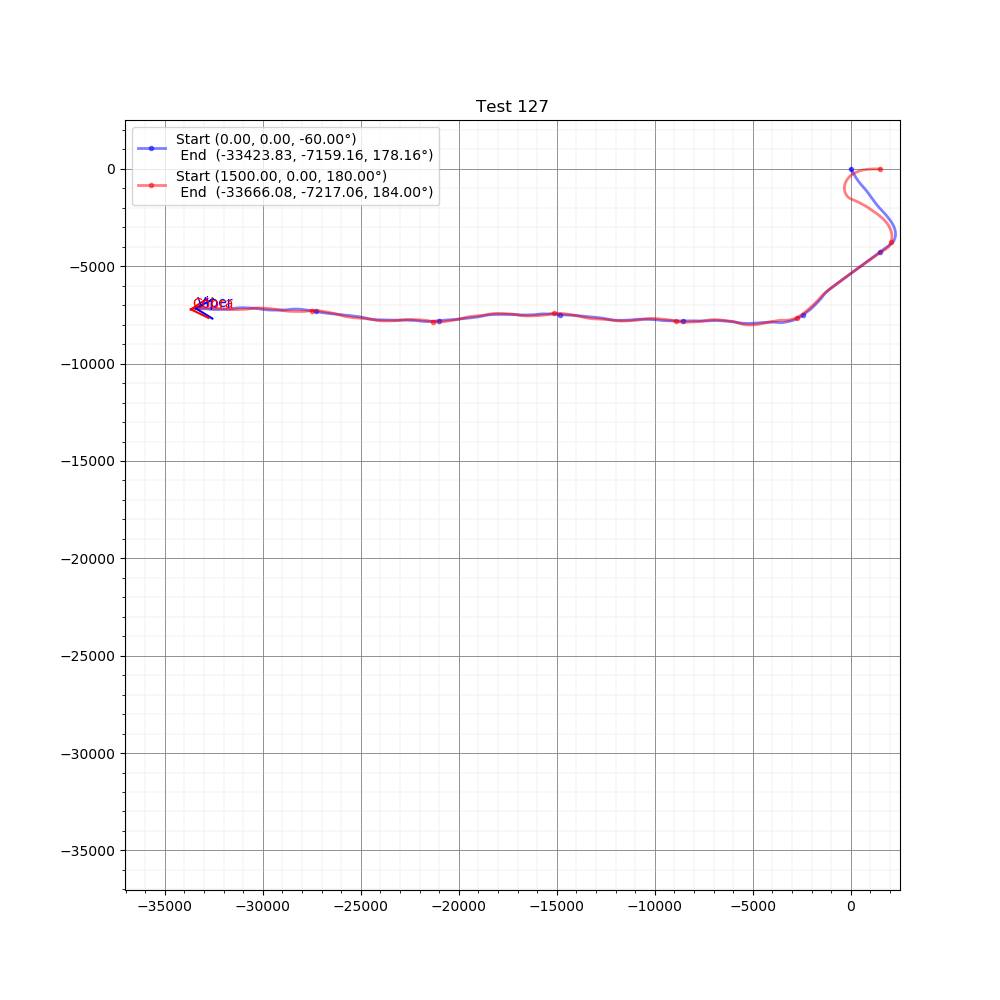 Test 127
Start (0.00, 0.00, -60.00°)
End (-33423.83, -7159.16, 178.16°)
Start (1500.00, 0.00, 180.00°)
End (-33666.08, -7217.06, 184.00°)
0
−5000
−10000
−15000
−20000
−25000
−30000
−35000
−35000 −30000 −25000 −20000 −15000 −10000 −5000 0